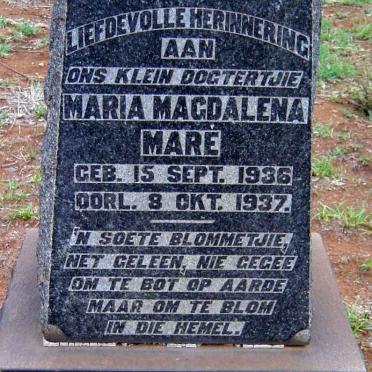 LIEFDEVOLLE HERINNERING
AAN
ONS KLEIN DOGTERTJIE
MARIA MAGDALENA
MARÉ
GEB. 15 SEPT. 1936
OORL. 8 OKT. 1937.
'N SOETE BLOMMETJIE,
NET GELEEN, NIE GEGEE
OM TE BOT OP AARDE
MAAR OM TE BLOM
IN DIE HEMEL.